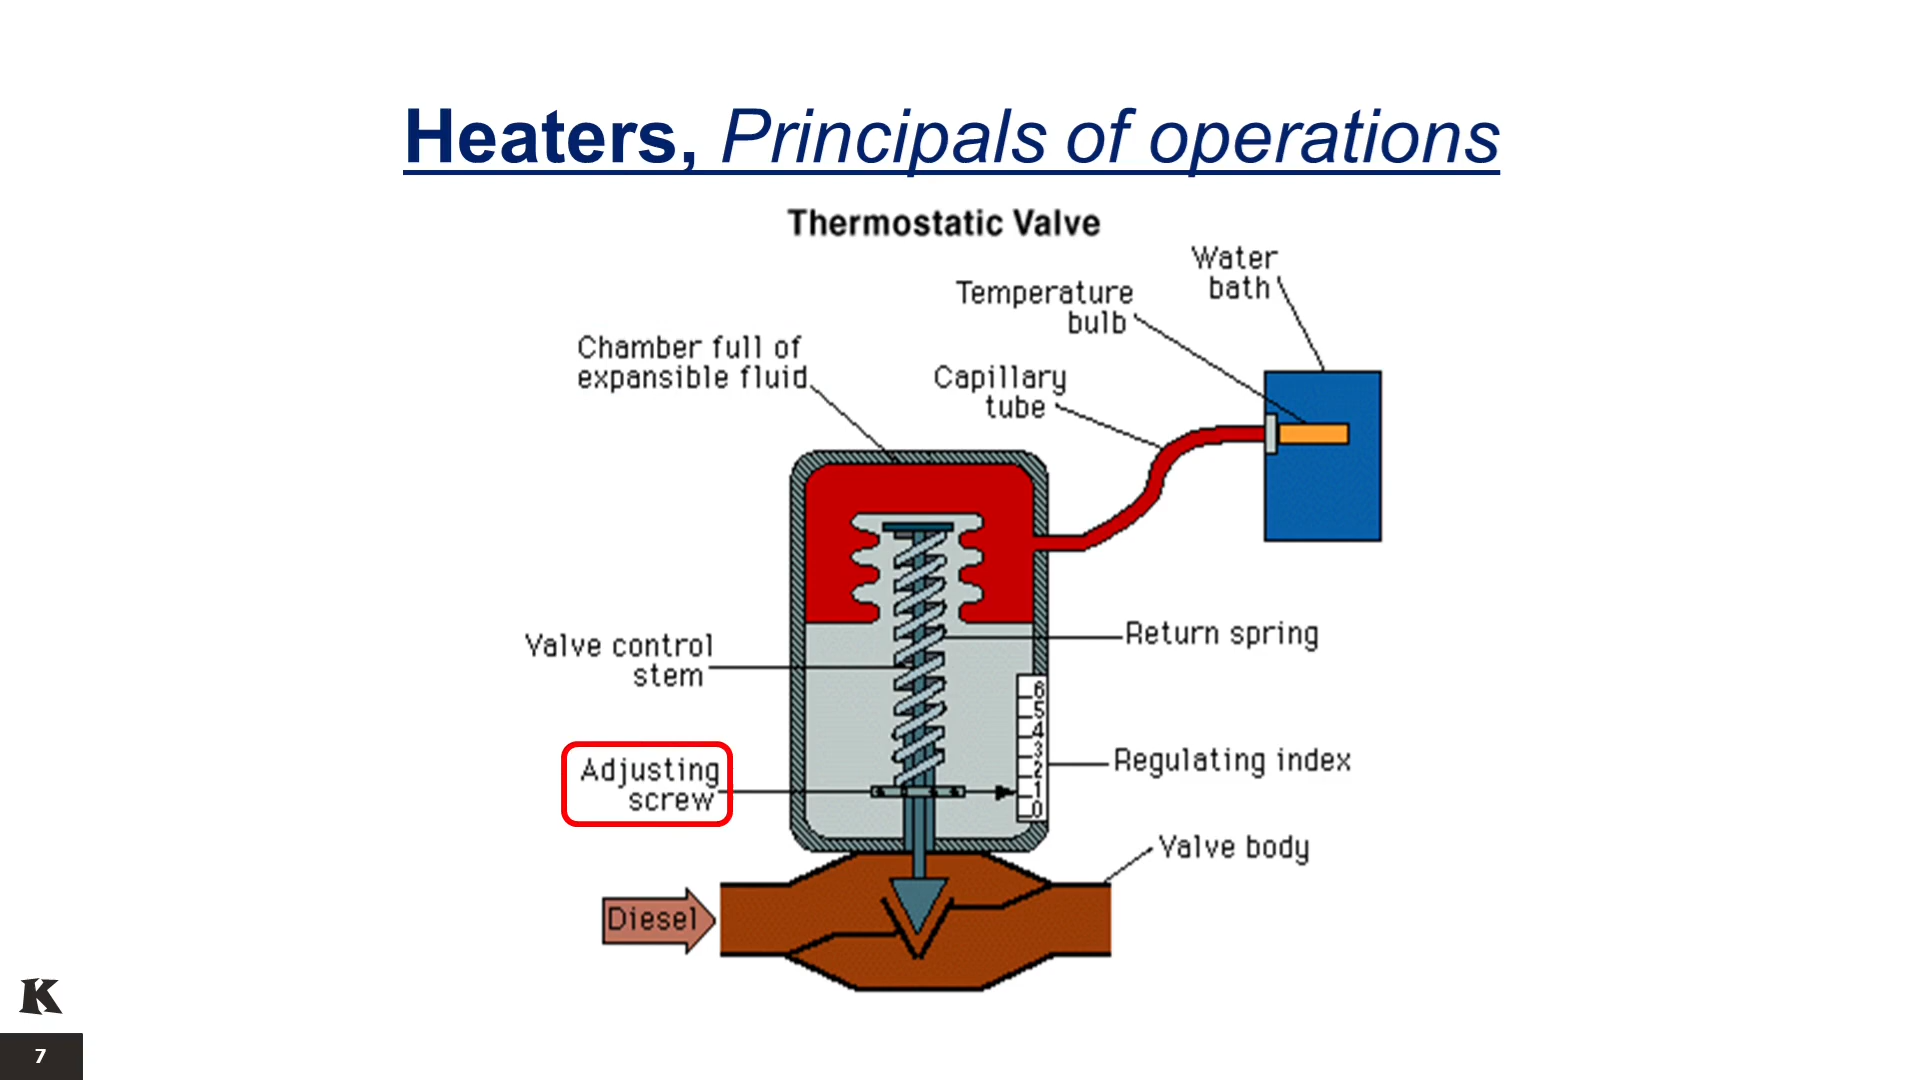 Heaters, Principals of operations
Thermostatic Valve
Water
bath
Temperature
bulb
Chamber full of
expansible fluid
Capillary
tube
Valve control
stem
Return spring
6
5
4
3
2
1
0
Adjusting
screw
Regulating index
Valve body
Diesel
K
7